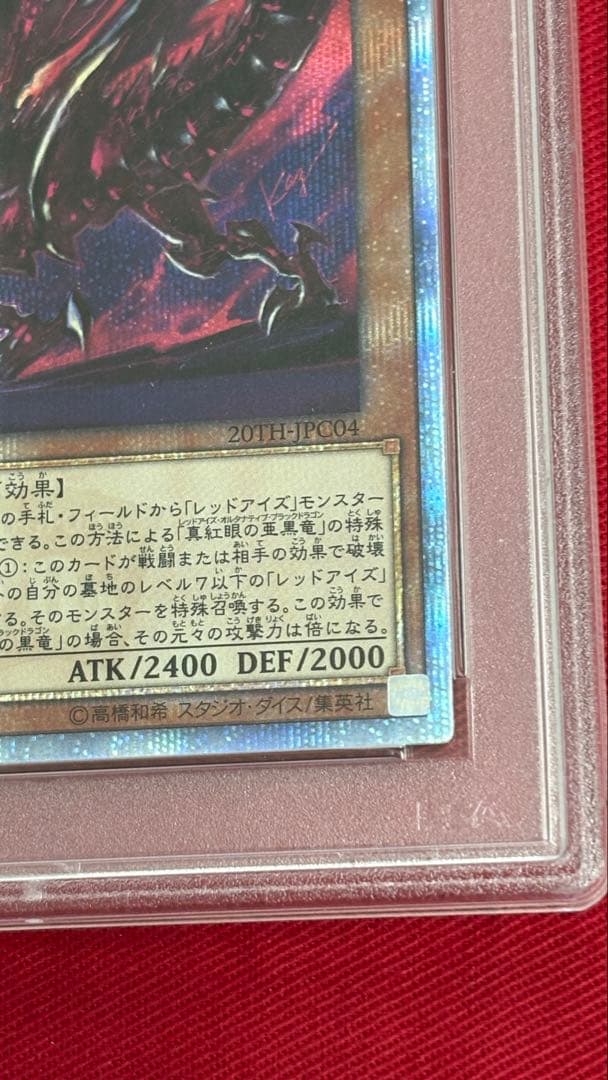 20TH-JPC04
効果】
の手札・フィールドから「レッドアイズ」モンスター
できる。この方法による「真紅眼の亜黒竜」の特殊
①:このカードが戦闘または相手の効果で破壊
の自分の墓地のレベル7以下の「レッドアイズ」
る。そのモンスターを特殊召喚する。この効果で
の黒竜」の場合、その元々の攻撃力は倍になる。
ATK/2400 DEF/2000
©高橋和希 スタジオ・ダイス/集英社